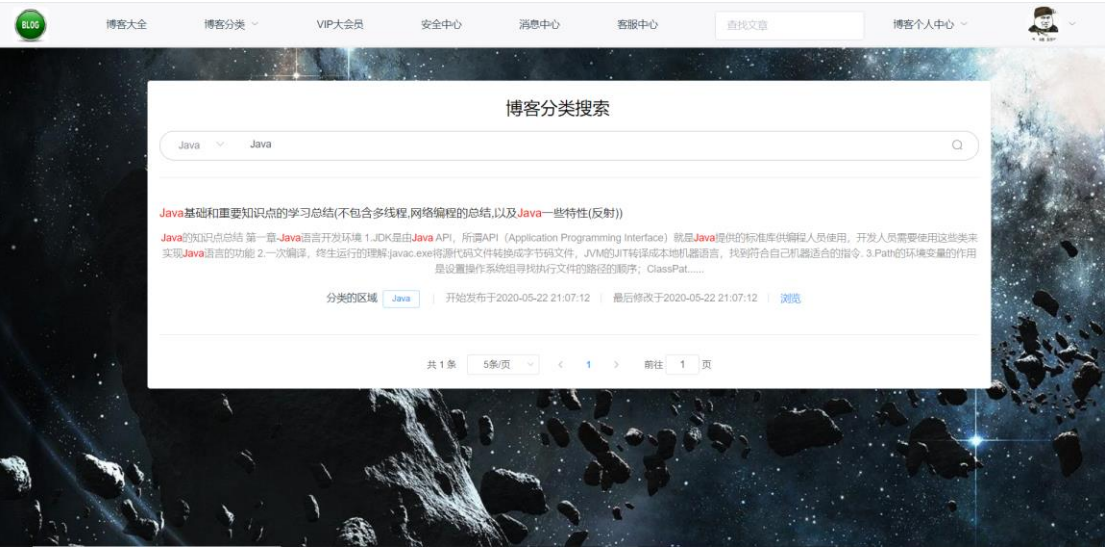 BLOG 博客大全 博客分类 VIP大会员 安全中心 消息中心 客服中心 查找文章 博客个人中心
博客分类搜索
Java Java
Java基础和重要知识点的学习总结(不包含多线程,网络编程的总结,以及Java一些特性(反射))
Java的知识点总结 第一章-Java语言开发环境 1.JDK是由Java API，所谓API（Application Programming Interface）就是Java提供的标准库供编程人员使用，开发人员需要使用这些类来
实现Java语言的功能 2.一次编译，终生运行的理解:javac.exe将源代码文件转换成字节码文件，JVM的JIT转译成本地机器语言，找到符合自己机器适合的指令. 3.Path的环境变量的作用
是设置操作系统组寻找执行文件的路径的顺序；ClassPat......
分类的区域 Java 开始发布于2020-05-22 21:07:12 最后修改于2020-05-22 21:07:12 浏览
共 1 条 5条/页 1 前往 1 页